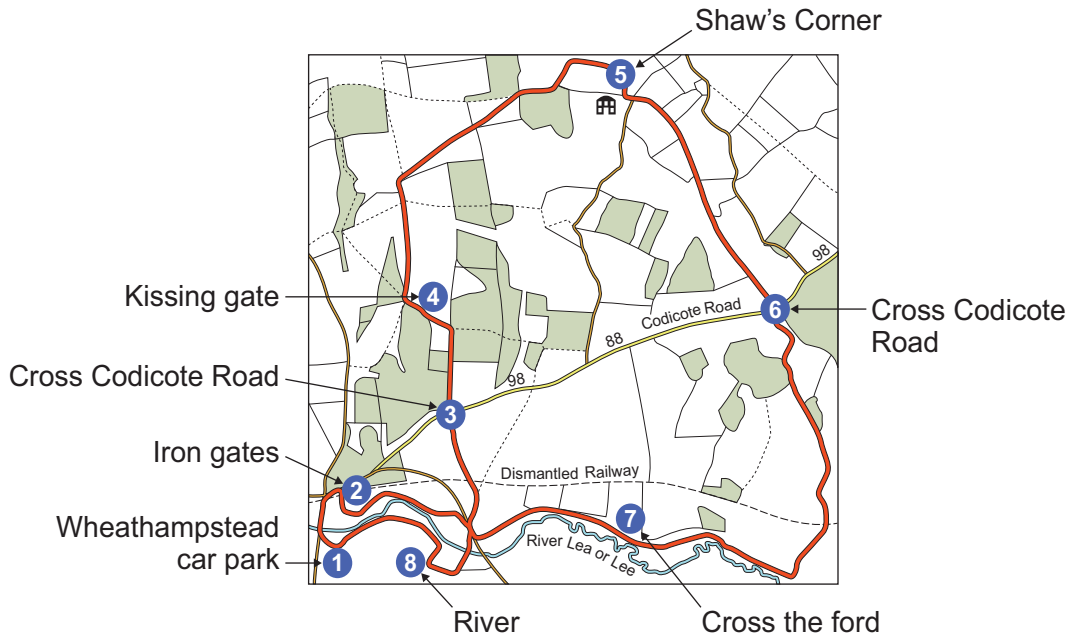 Shaw's Corner
5
98
Kissing gate
4
Codicote Road
6
Cross Codicote
Road
88
Cross Codicote Road
98
3
Iron gates
Dismantled Railway
2
Wheathampstead
car park
7
River Lea or Lee
1
8
River
Cross the ford